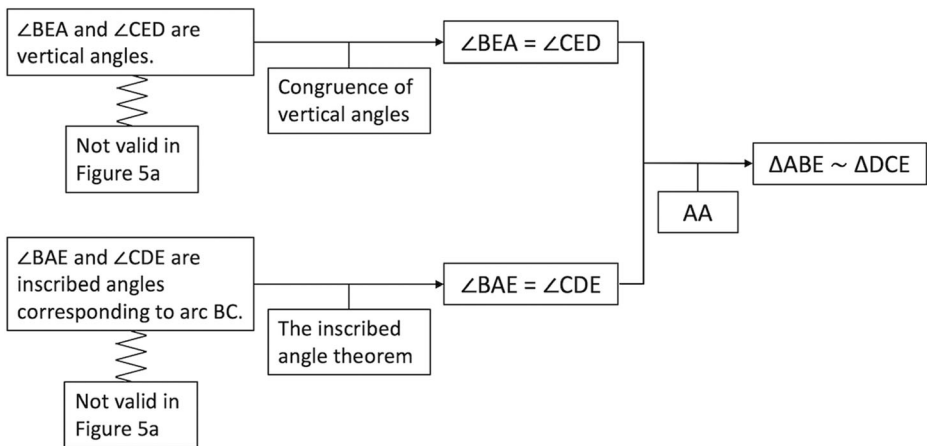 ∠BEA and ∠CED are
vertical angles.
Not valid in
Figure 5a
Congruence of
vertical angles
∠BEA = ∠CED
∠BAE and ∠CDE are
inscribed angles
corresponding to arc BC.
Not valid in
Figure 5a
The inscribed
angle theorem
∠BAE = ∠CDE
AA
ΔABE ~ ΔDCE